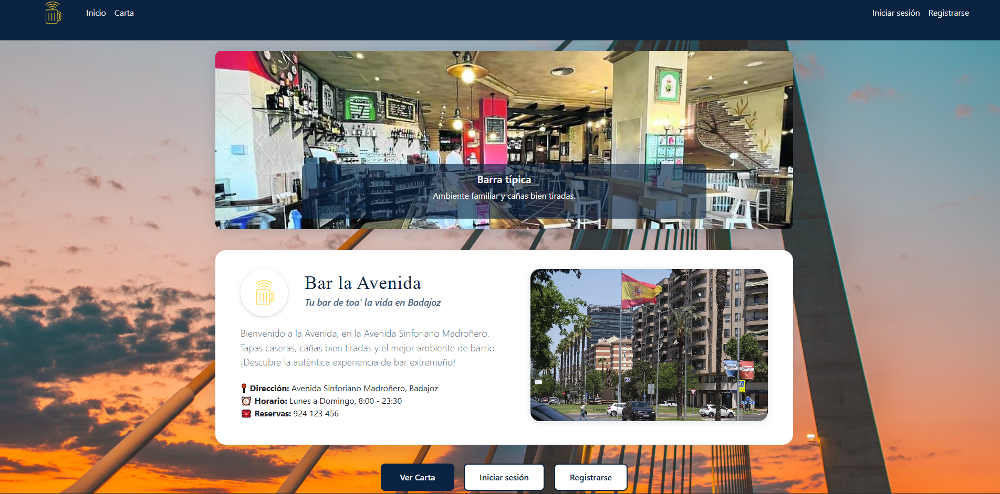 Inicio Carta Iniciar sesión Registrarse
Barra típica
Ambiente familiar y cañas bien tiradas.
Bar la Avenida
Tu bar de toa' la vida en Badajoz
Bienvenido a la Avenida, en la Avenida Sinforiano Madroñero.
Tapas caseras, cañas bien tiradas y el mejor ambiente de barrio.
¡Descubre la auténtica experiencia de bar extremeño!
📍 Dirección: Avenida Sinforiano Madroñero, Badajoz
⏰ Horario: Lunes a Domingo, 8:00 - 23:30
☎️ Reservas: 924 123 456
Ver Carta Iniciar sesión Registrarse